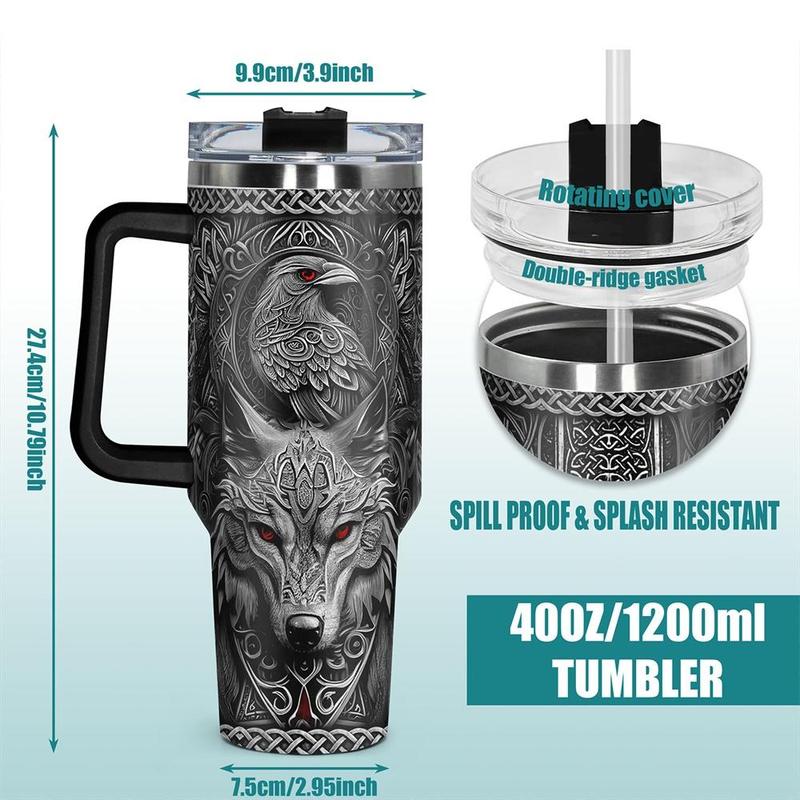 9.9cm/3.9inch
Rotating cover
Double-ridge gasket
27.4cm/10.79inch
SPILL PROOF & SPLASH RESISTANT
40OZ/1200ml
TUMBLER
7.5cm/2.95inch